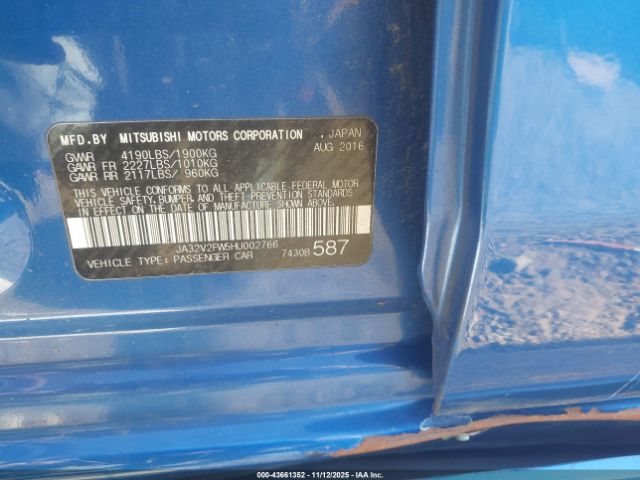 MFD.BY MITSUBISHI MOTORS CORPORATION , JAPAN
AUG 2016
GVWR 4190LBS/1900KG
GAWR FR 2227LBS/1010KG
GAWR RR 2117LBS/ 960KG
THIS VEHICLE CONFORMS TO ALL APPLICABLE FEDERAL MOTOR
VEHICLE SAFETY, BUMPER, AND THEFT PREVENTION STANDARDS
IN EFFECT ON THE DATE OF MANUFACTURE SHOWN ABOVE.
JA32V2FW5HU002766
VEHICLE TYPE: PASSENGER CAR 7430B 587
000-43661352 | 11/12/2025 | IAA Inc.